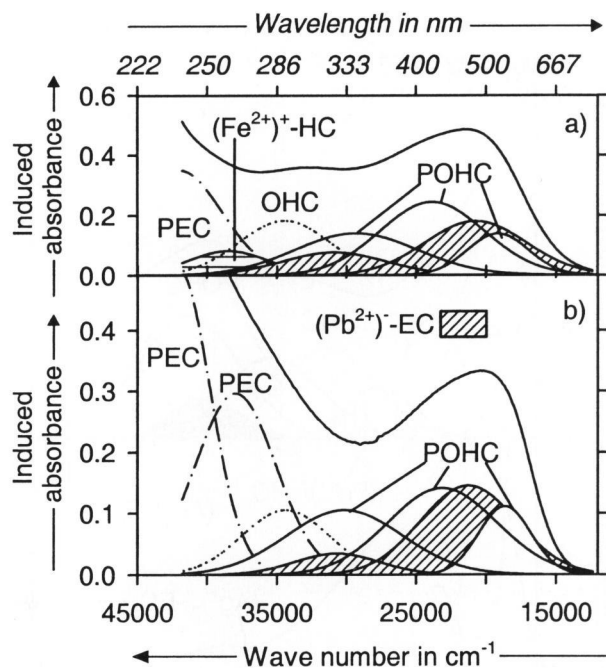 Wavelength in nm
222 250 286 333 400 500 667
0.6
0.4
0.2
0.0
Induced
absorbance
a)
(Fe²⁺)⁺-HC
POHC
OHC
PEC
b)
(Pb²⁺)⁻-EC
PEC
PEC
POHC
0.4
0.3
0.2
0.1
0.0
Induced
absorbance
45000 35000 25000 15000
Wave number in cm⁻¹